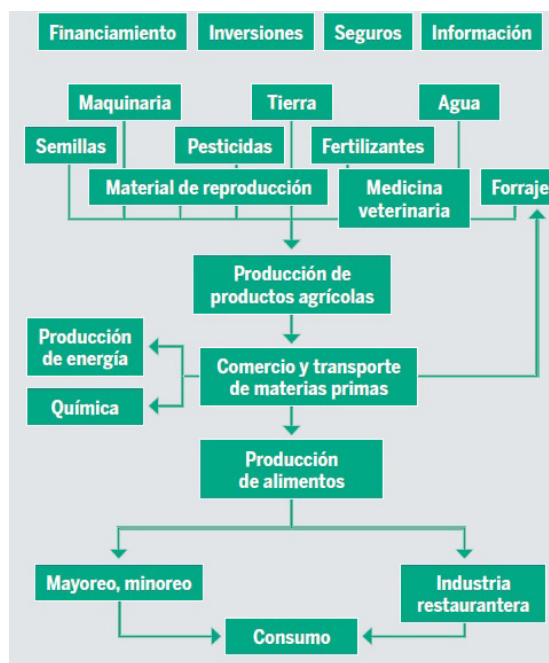 Financiamiento
Inversiones
Seguros
Información
Maquinaria
Tierra
Agua
Semillas
Pesticidas
Fertilizantes
Material de reproducción
Medicina
veterinaria
Forraje
Producción de
productos agrícolas
Producción
de energía
Comercio y transporte
de materias primas
Química
Producción
de alimentos
Mayoreo, minoreo
Industria
restaurantera
Consumo